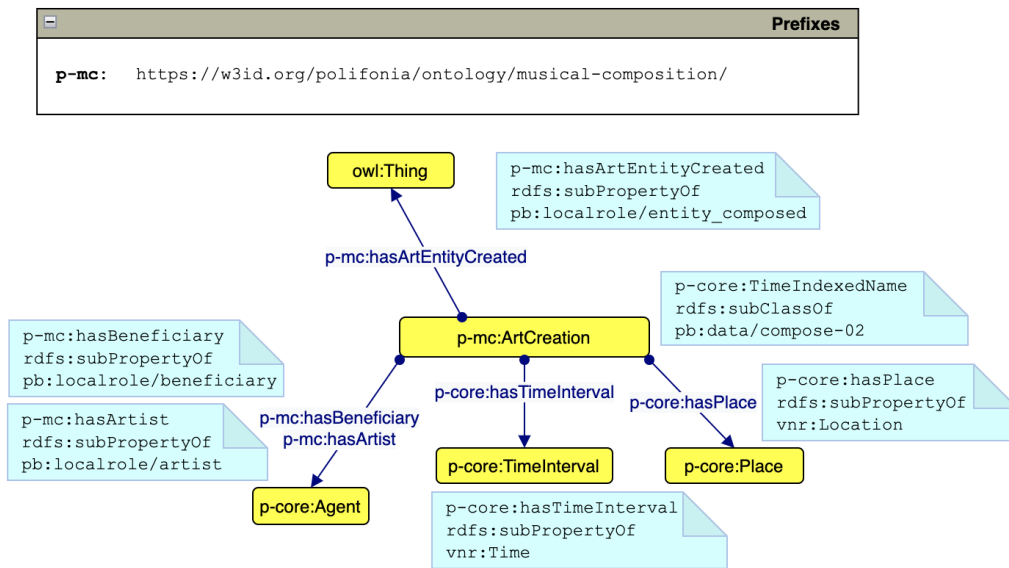 Prefixes
p-mc: https://w3id.org/polifonia/ontology/musical-composition/
owl:Thing
p-mc:hasArtEntityCreated
rdfs:subPropertyOf
pb:localrole/entity_composed
p-mc:hasArtEntityCreated
p-core:TimeIndexedName
rdfs:subClassOf
pb:data/compose-02
p-mc:ArtCreation
p-mc:hasBeneficiary
rdfs:subPropertyOf
pb:localrole/beneficiary
p-core:hasTimeInterval
p-core:hasPlace
p-core:hasPlace
rdfs:subPropertyOf
vnr:Location
p-mc:hasArtist
rdfs:subPropertyOf
pb:localrole/artist
p-mc:hasBeneficiary
p-mc:hasArtist
p-core:TimeInterval
p-core:Place
p-core:Agent
p-core:hasTimeInterval
rdfs:subPropertyOf
vnr:Time